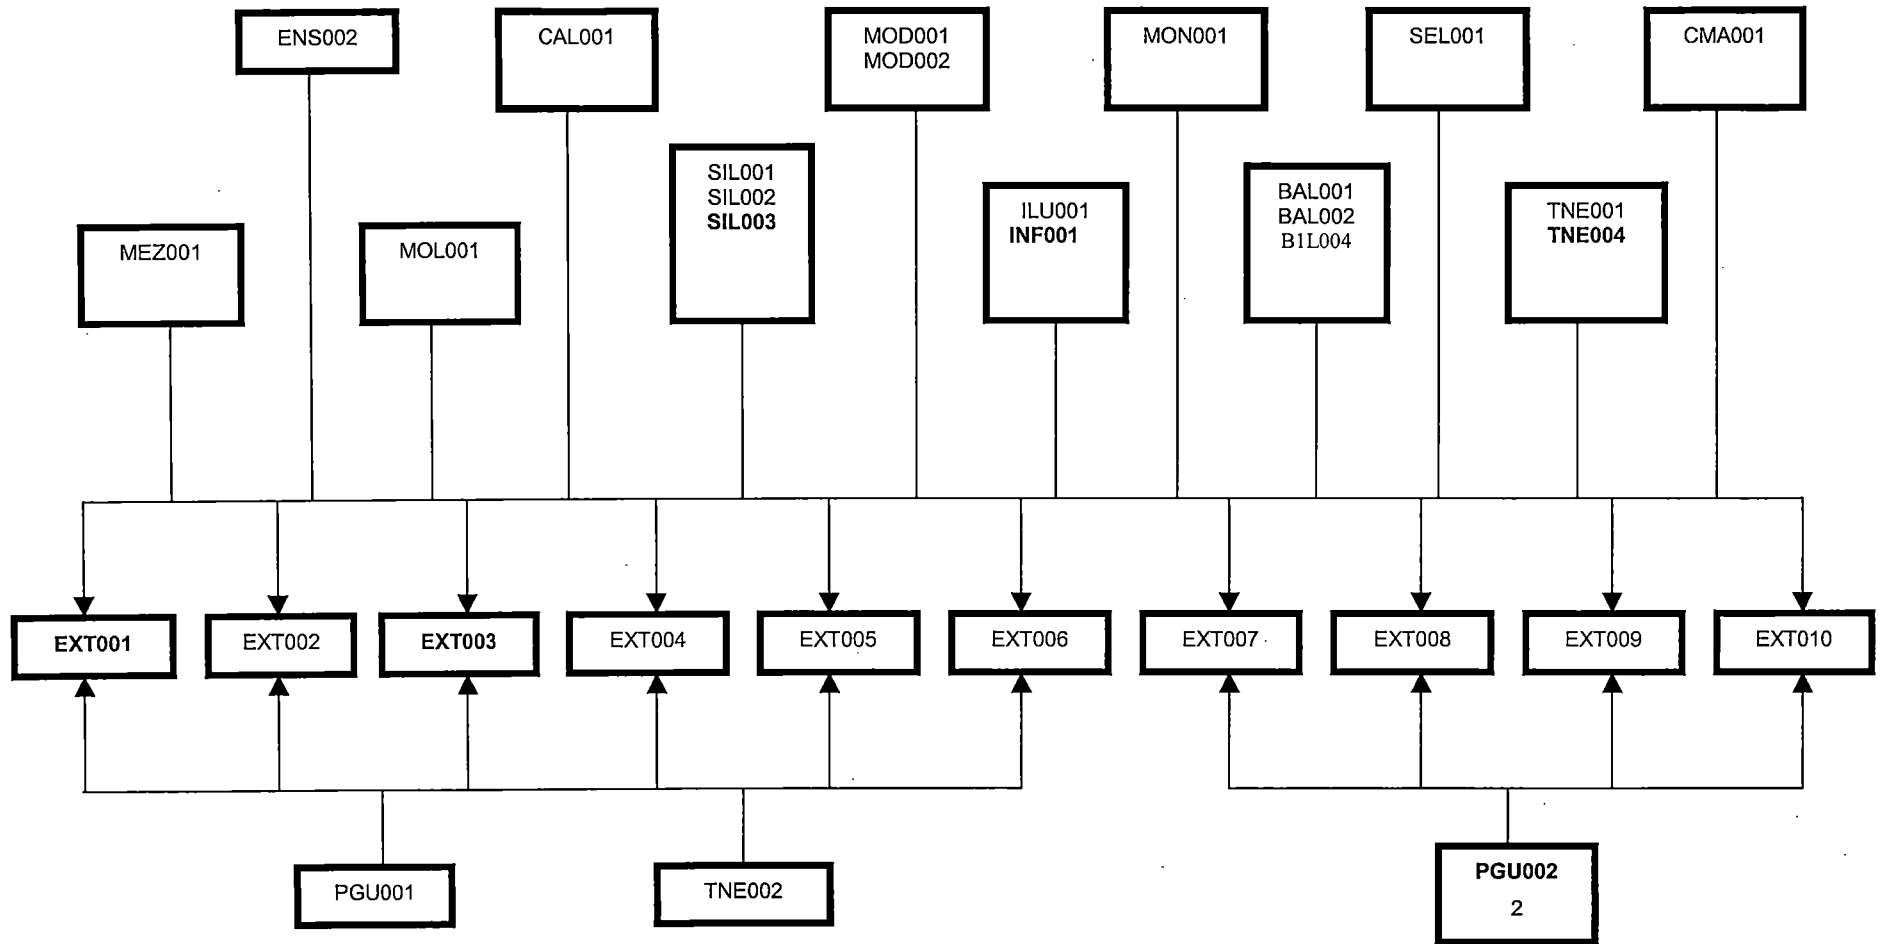 ENS002
CAL001
MOD001
MOD002
MON001
SEL001
CMA001
MEZ001
MOL001
SIL001
SIL002
SIL003
ILU001
INF001
BAL001
BAL002
B1L004
TNE001
TNE004
EXT001
EXT002
EXT003
EXT004
EXT005
EXT006
EXT007
EXT008
EXT009
EXT010
PGU001
TNE002
PGU002
2